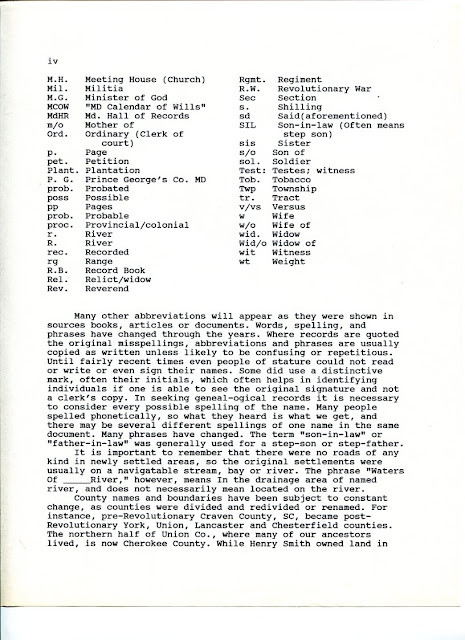 iv
M.H. Meeting House (Church)
Mil. Militia
M.G. Minister of God
MCOW "MD Calendar of Wills"
MdHR Md. Hall of Records
m/o Mother of
Ord. Ordinary (Clerk of
court)
p. Page
pet. Petition
Plant. Plantation
P. G. Prince George's Co. MD
prob. Probated
poss Possible
pp Pages
prob. Probable
proc. Provincial/colonial
r. River
R. River
rec. Recorded
rg Range
R.B. Record Book
Rel. Relict/widow
Rev. Reverend
Rgmt. Regiment
R.W. Revolutionary War
Sec Section
s. Shilling
sd Said(aforementioned)
SIL Son-in-law (Often means
step son)
sis Sister
s/o Son of
sol. Soldier
Test: Testes; witness
Tob. Tobacco
Twp Township
tr. Tract
v/vs Versus
w Wife
w/o Wife of
wid. Widow
Wid/o Widow of
wit Witness
wt Weight
Many other abbreviations will appear as they were shown in
sources books, articles or documents. Words, spelling, and
phrases have changed through the years. Where records are quoted
the original misspellings, abbreviations and phrases are usually
copied as written unless likely to be confusing or repetitious.
Until fairly recent times even people of stature could not read
or write or even sign their names. Some did use a distinctive
mark, often their initials, which often helps in identifying
individuals if one is able to see the original signature and not
a clerk's copy. In seeking geneal-ogical records it is necessary
to consider every possible spelling of the name. Many people
spelled phonetically, so what they heard is what we get, and
there may be several different spellings of one name in the same
document. Many phrases have changed. The term "son-in-law" or
"father-in-law" was generally used for a step-son or step-father.
It is important to remember that there were no roads of any
kind in newly settled areas, so the original settlements were
usually on a navigatable stream, bay or river. The phrase "Waters
Of _____River," however, means In the drainage area of named
river, and does not necessarily mean located on the river.
County names and boundaries have been subject to constant
change, as counties were divided and redivided or renamed. For
instance, pre-Revolutionary Craven County, SC, became post-
Revolutionary York, Union, Lancaster and Chesterfield counties.
The northern half of Union Co., where many of our ancestors
lived, is now Cherokee County. While Henry Smith owned land in